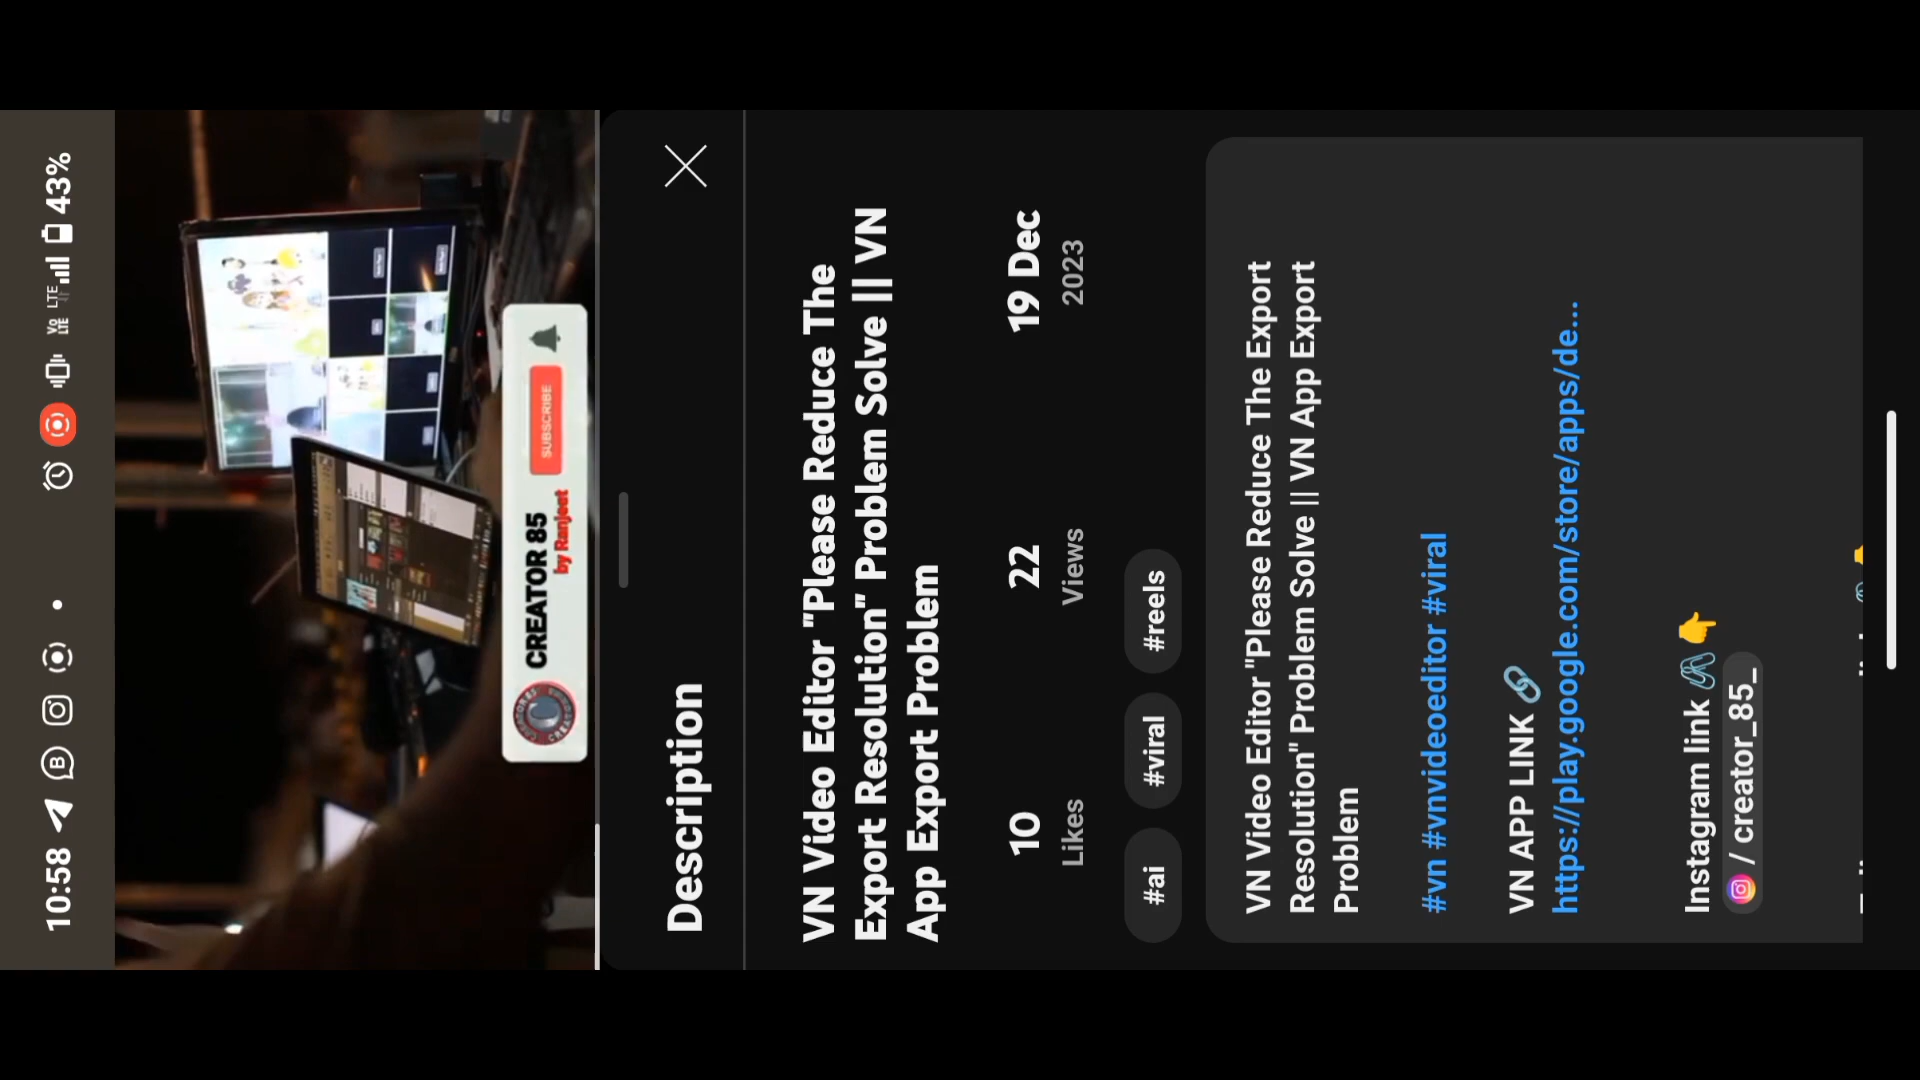 10:58
Vo LTE
LTE
43%
CREATOR 85
by Ranjeet
SUBSCRIBE
Description
VN Video Editor "Please Reduce The
Export Resolution" Problem Solve || VN
App Export Problem
10
Likes
22
Views
19 Dec
2023
#ai
#viral
#reels
VN Video Editor "Please Reduce The Export
Resolution" Problem Solve || VN App Export
Problem
#vn #vnvideoeditor #viral
VN APP LINK 🔗
https://play.google.com/store/apps/de...
Instagram link 🖇️👉
/ creator_85_